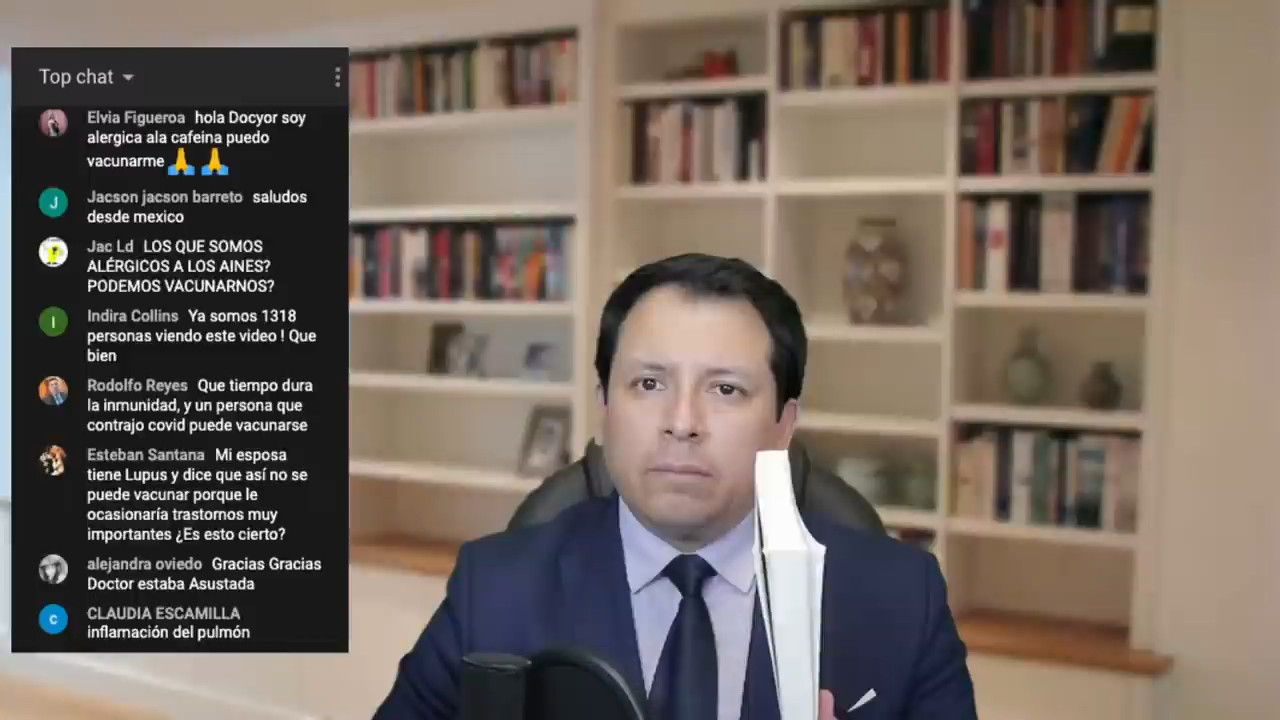 Top chat
Elvia Figueroa hola Docyor soy
alergica ala cafeina puedo
vacunarme
J
Jacson jacson barreto saludos
desde mexico
Jac Ld LOS QUE SOMOS
ALÉRGICOS A LOS AINES?
PODEMOS VACUNARNOS?
I
Indira Collins Ya somos 1318
personas viendo este video ! Que
bien
Rodolfo Reyes Que tiempo dura
la inmunidad, y un persona que
contrajo covid puede vacunarse
Esteban Santana Mi esposa
tiene Lupus y dice que así no se
puede vacunar porque le
ocasionaría trastornos muy
importantes ¿Es esto cierto?
alejandra oviedo Gracias Gracias
Doctor estaba Asustada
C
CLAUDIA ESCAMILLA
inflamación del pulmón